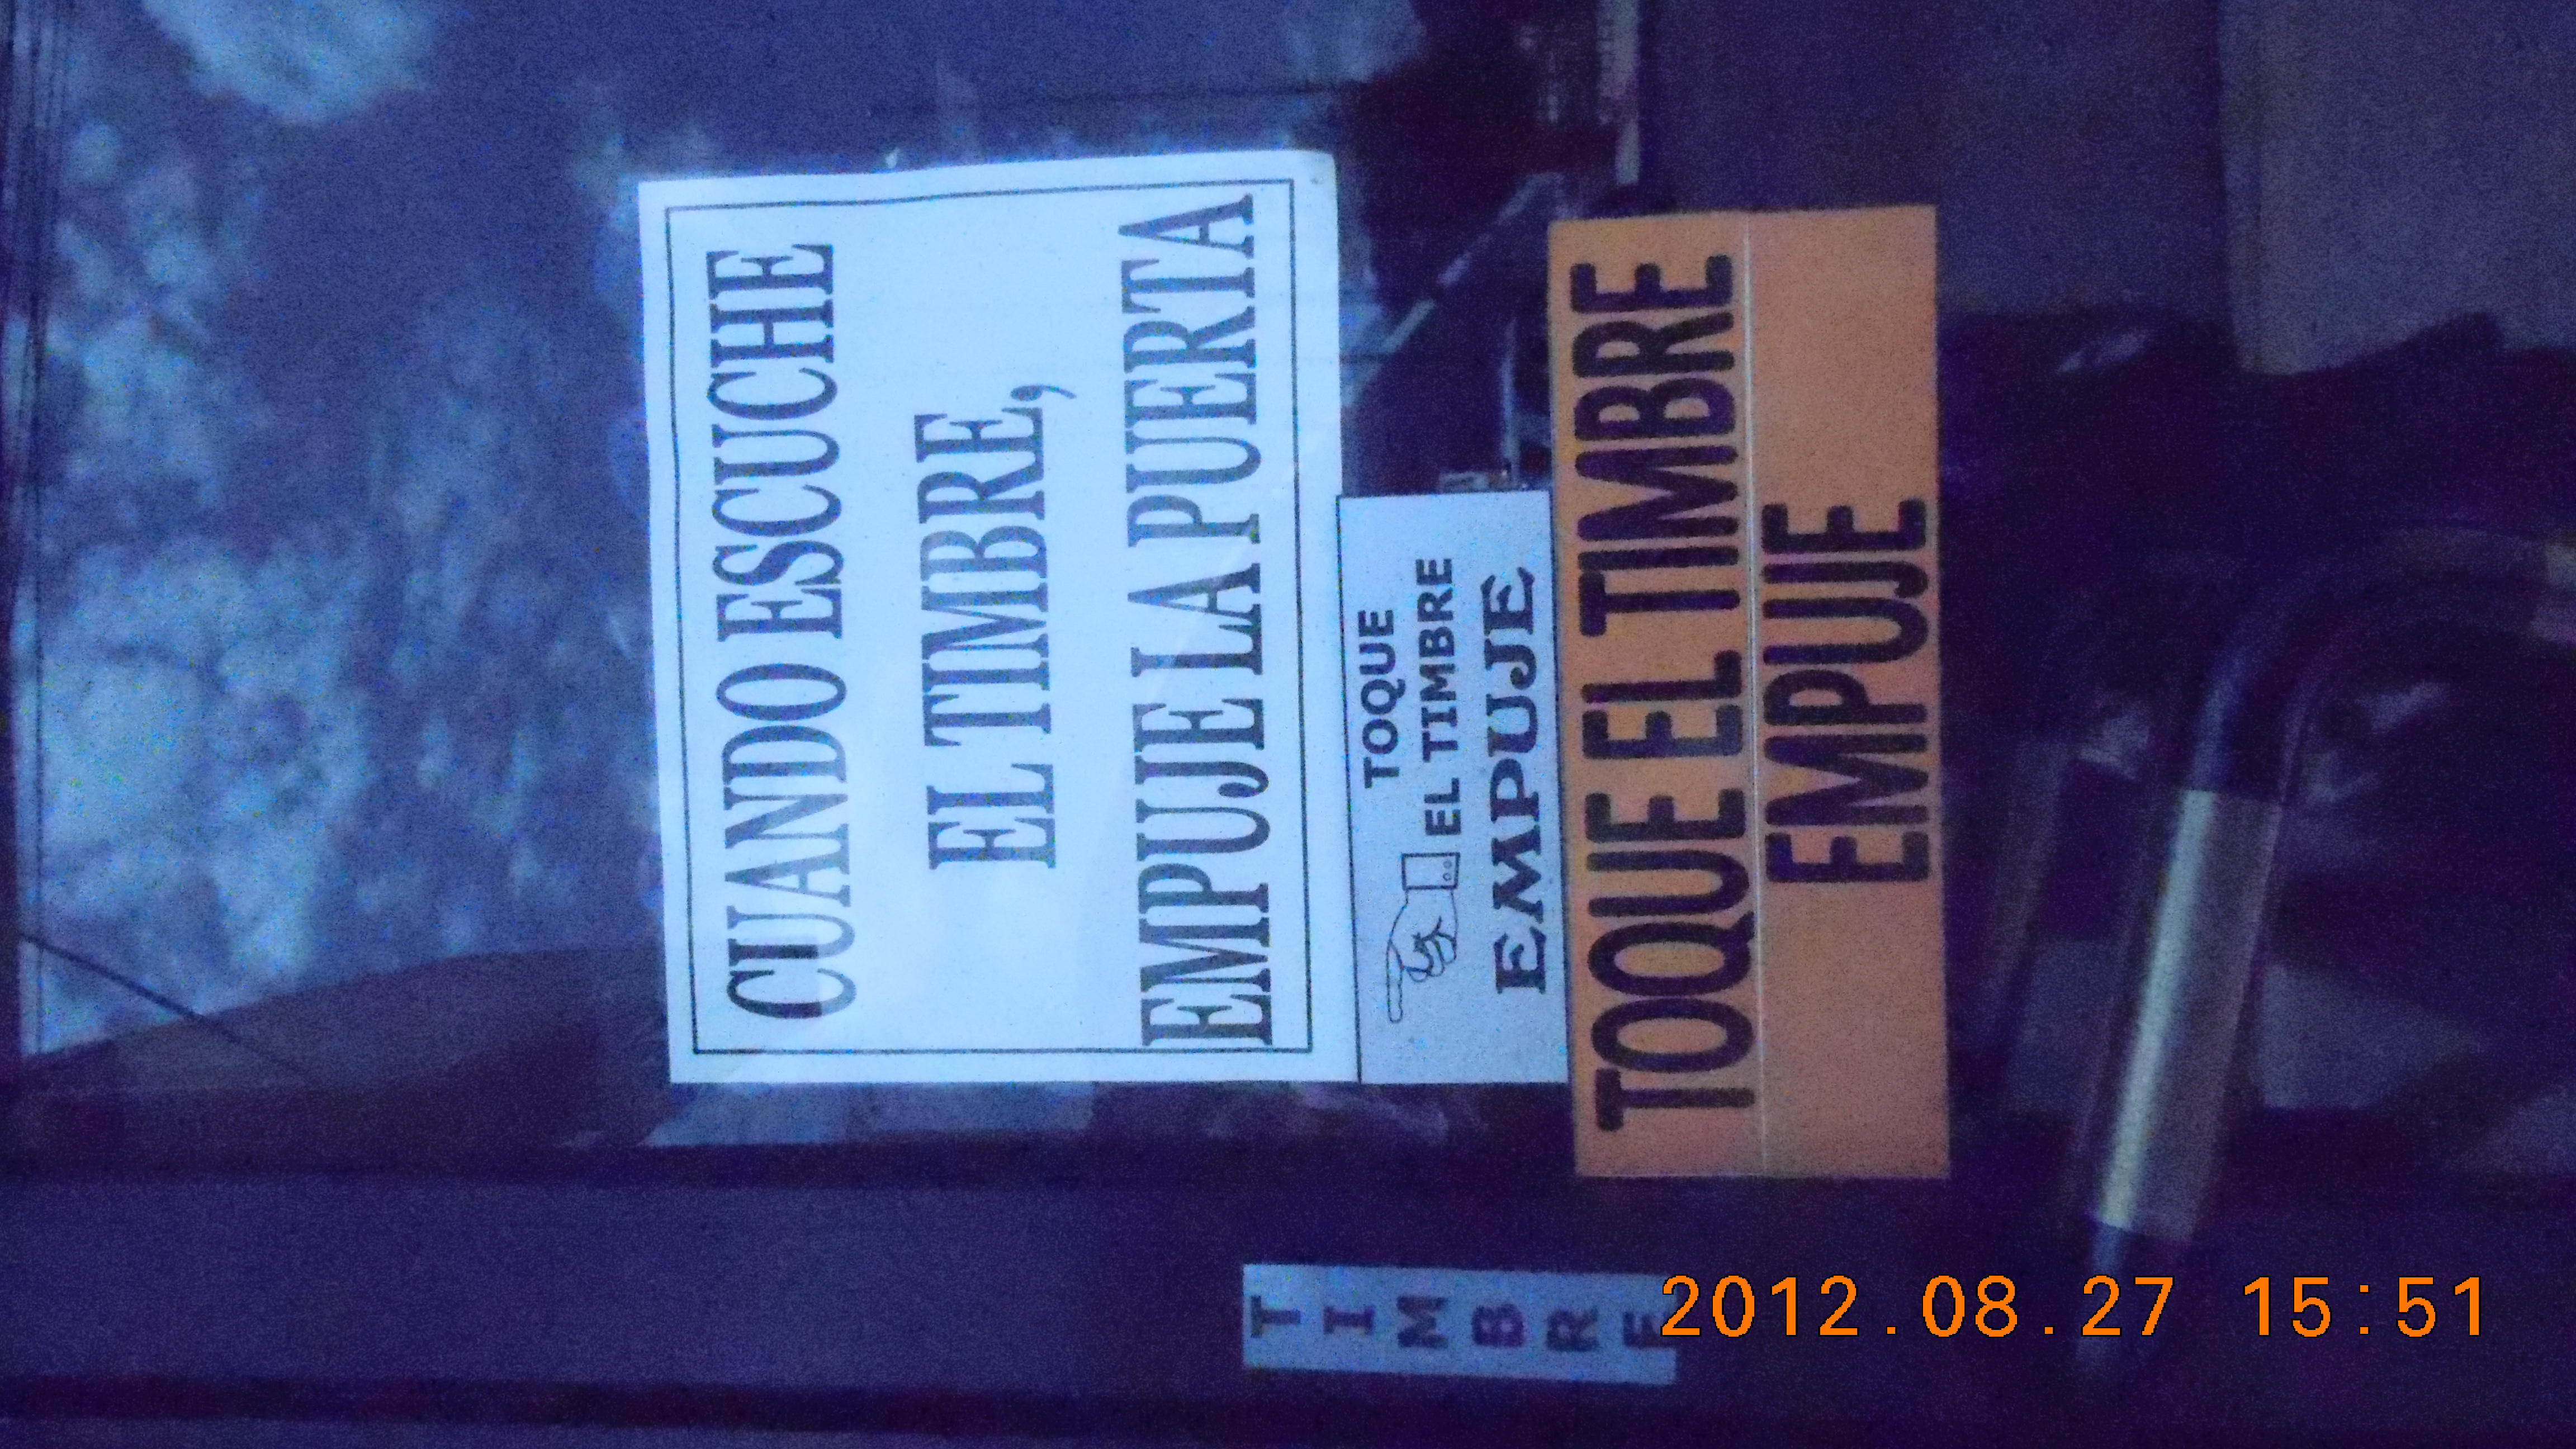 CUANDO ESCUCHE
EL TIMBRE,
EMPUJE LA PUERTA
TOQUE
EL TIMBRE
EMPUJE
TOQUE EL TIMBRE
EMPUJE
TIMBRE
2012.08.27 15:51